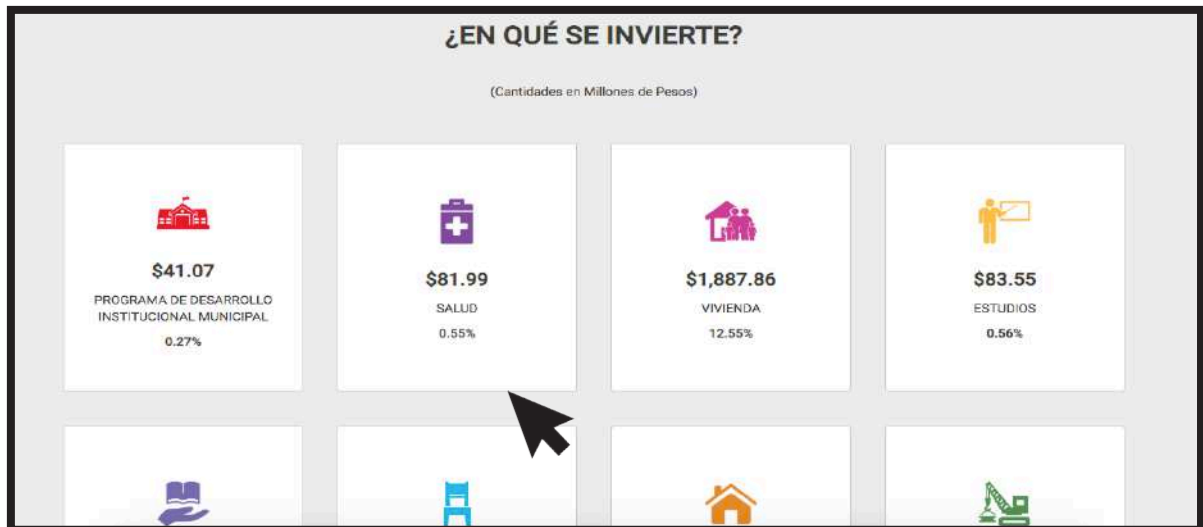 ¿EN QUÉ SE INVIERTE?
(Cantidades en Millones de Pesos)
$41.07
PROGRAMA DE DESARROLLO
INSTITUCIONAL MUNICIPAL
0.27%
$81.99
SALUD
0.55%
$1,887.86
VIVIENDA
12.55%
$83.55
ESTUDIOS
0.56%